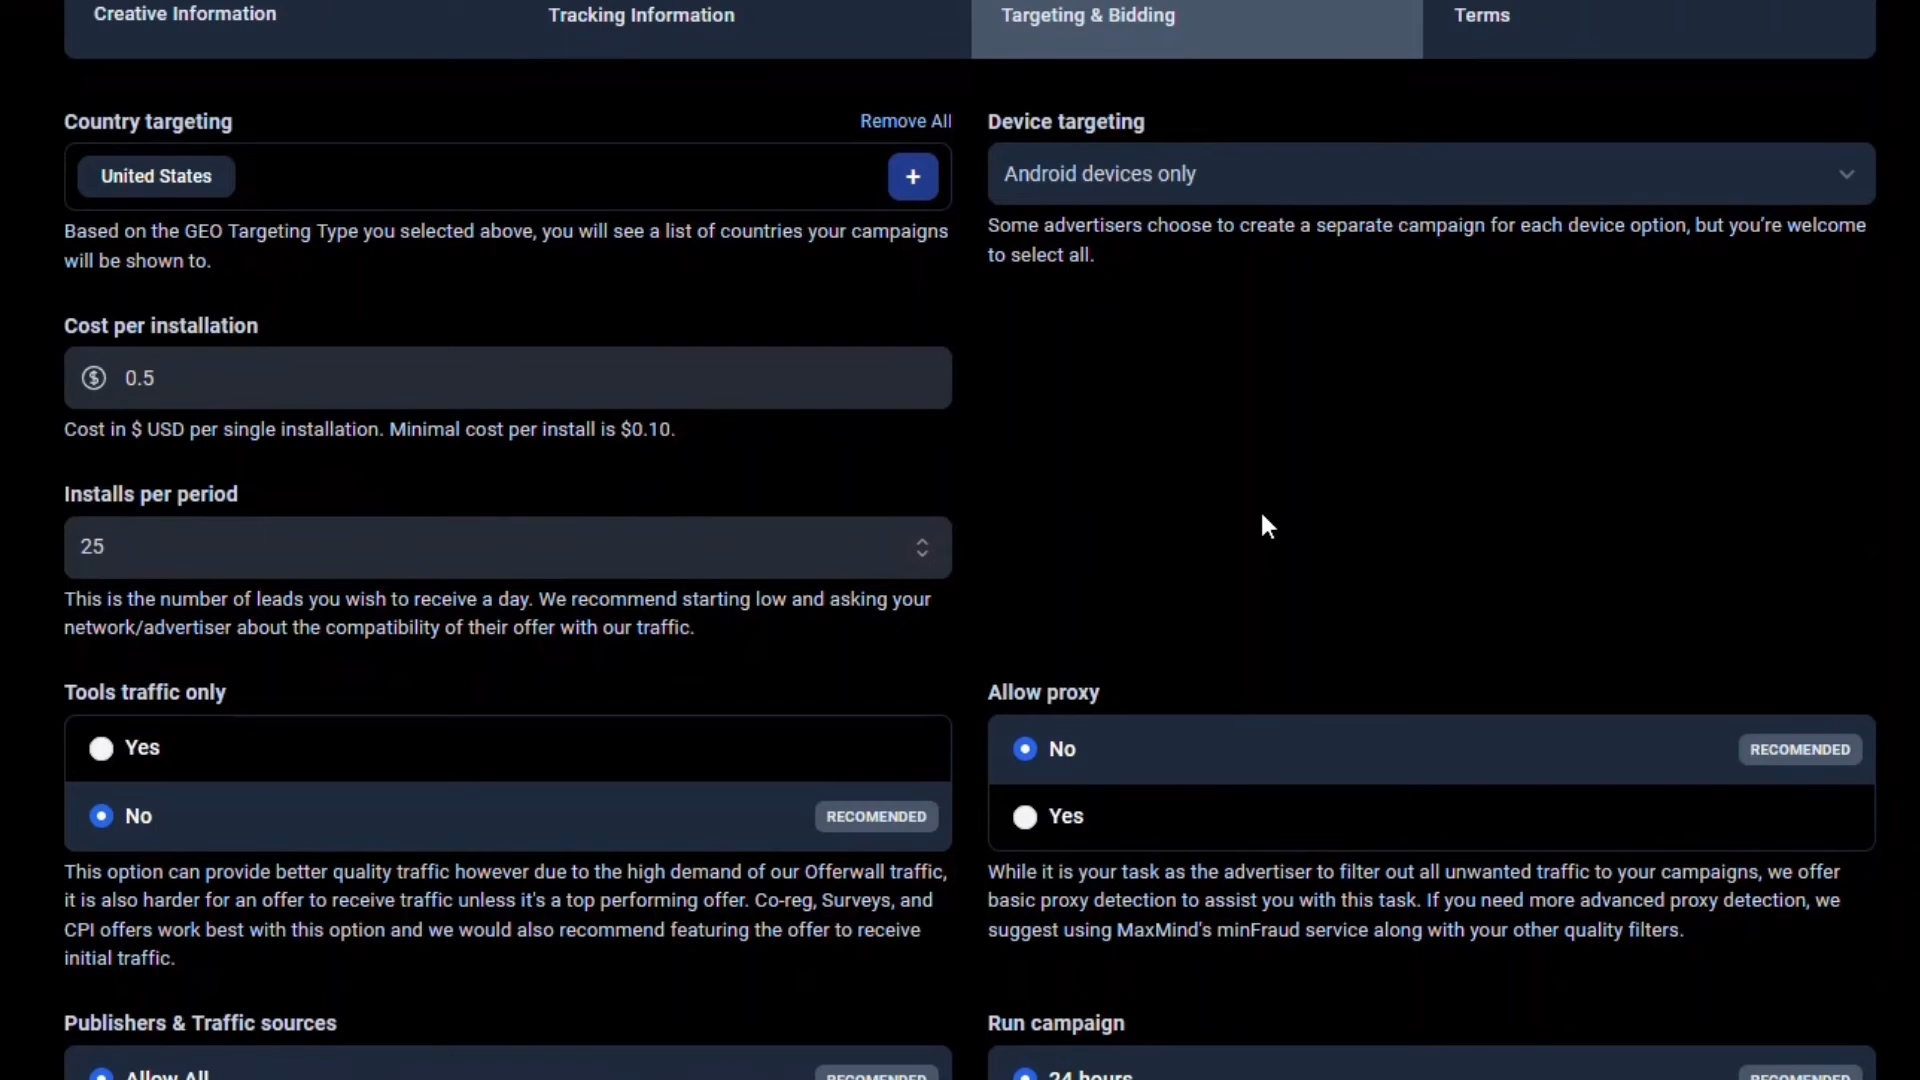 Creative Information
Tracking Information
Targeting & Bidding
Terms
Country targeting
Remove All
United States
+
Based on the GEO Targeting Type you selected above, you will see a list of countries your campaigns
will be shown to.
Device targeting
Android devices only
Some advertisers choose to create a separate campaign for each device option, but you're welcome
to select all.
Cost per installation
$ 0.5
Cost in $ USD per single installation. Minimal cost per install is $0.10.
Installs per period
25
This is the number of leads you wish to receive a day. We recommend starting low and asking your
network/advertiser about the compatibility of their offer with our traffic.
Tools traffic only
Yes
No
RECOMENDED
This option can provide better quality traffic however due to the high demand of our Offerwall traffic,
it is also harder for an offer to receive traffic unless it's a top performing offer. Co-reg, Surveys, and
CPI offers work best with this option and we would also recommend featuring the offer to receive
initial traffic.
Allow proxy
No
RECOMENDED
Yes
While it is your task as the advertiser to filter out all unwanted traffic to your campaigns, we offer
basic proxy detection to assist you with this task. If you need more advanced proxy detection, we
suggest using MaxMind's minFraud service along with your other quality filters.
Publishers & Traffic sources
Allow All
RECOMENDED
Run campaign
24 hours
RECOMENDED